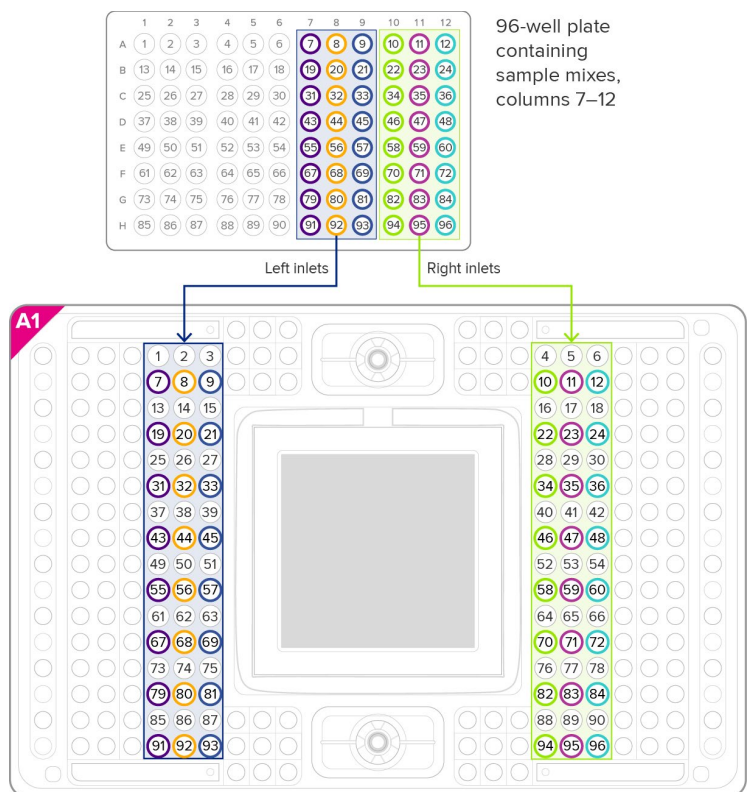 1 2 3 4 5 6 7 8 9 10 11 12
A 1 2 3 4 5 6 7 8 9 10 11 12
B 13 14 15 16 17 18 19 20 21 22 23 24
C 25 26 27 28 29 30 31 32 33 34 35 36
D 37 38 39 40 41 42 43 44 45 46 47 48
E 49 50 51 52 53 54 55 56 57 58 59 60
F 61 62 63 64 65 66 67 68 69 70 71 72
G 73 74 75 76 77 78 79 80 81 82 83 84
H 85 86 87 88 89 90 91 92 93 94 95 96
96-well plate
containing
sample mixes,
columns 7–12
Left inlets
Right inlets
A1
1 2 3 4 5 6
7 8 9 10 11 12
13 14 15 16 17 18
19 20 21 22 23 24
25 26 27 28 29 30
31 32 33 34 35 36
37 38 39 40 41 42
43 44 45 46 47 48
49 50 51 52 53 54
55 56 57 58 59 60
61 62 63 64 65 66
67 68 69 70 71 72
73 74 75 76 77 78
79 80 81 82 83 84
85 86 87 88 89 90
91 92 93 94 95 96